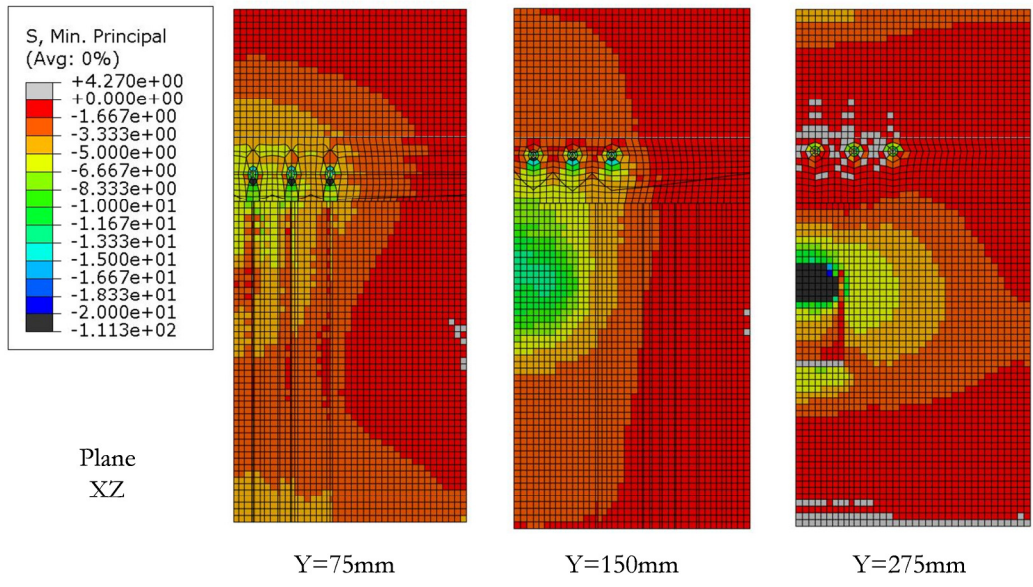 S, Min. Principal
(Avg: 0%)
+4.270e+00
+0.000e+00
-1.667e+00
-3.333e+00
-5.000e+00
-6.667e+00
-8.333e+00
-1.000e+01
-1.167e+01
-1.333e+01
-1.500e+01
-1.667e+01
-1.833e+01
-2.000e+01
-1.113e+02
Plane
XZ
Y=75mm
Y=150mm
Y=275mm